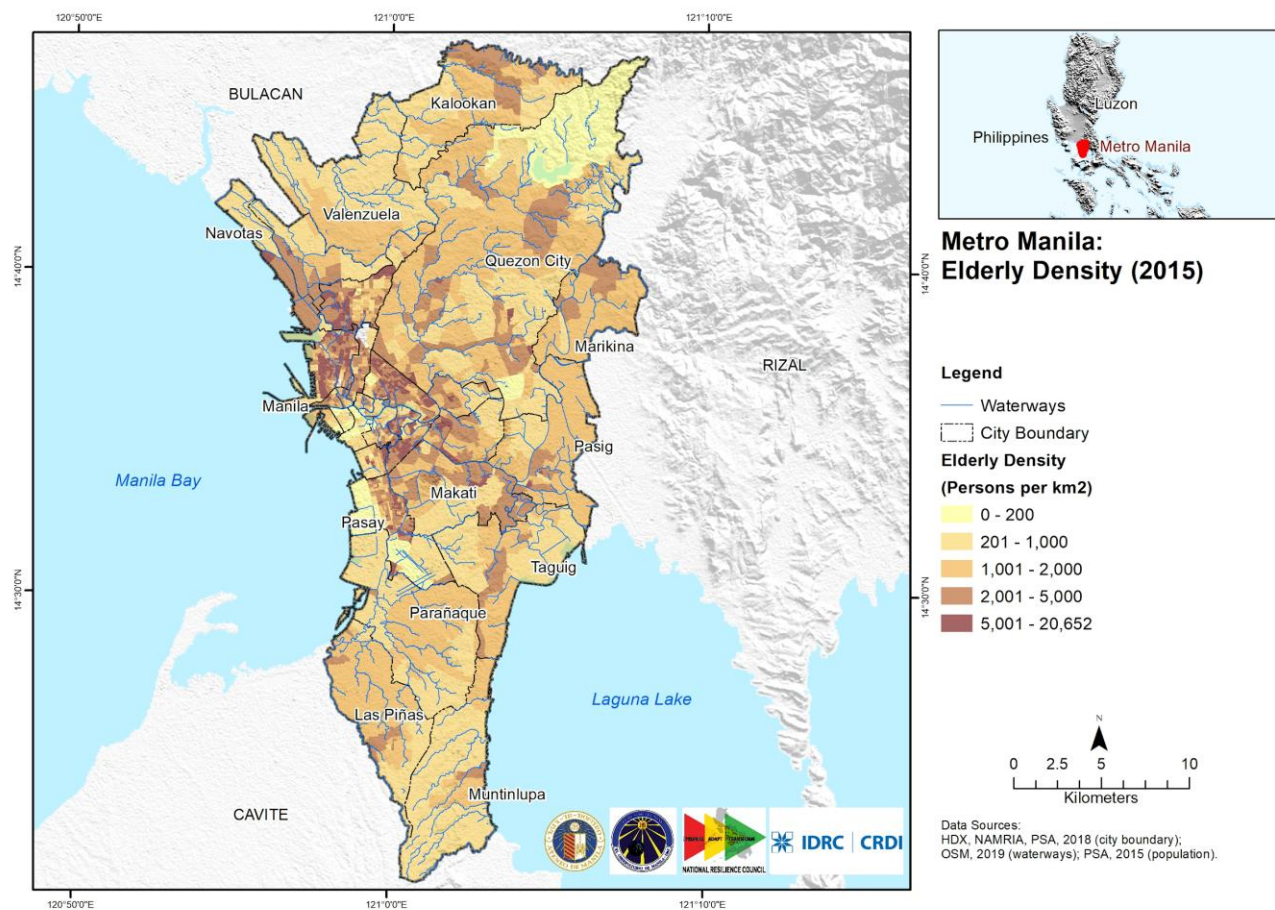 120°50'0"E
121°0'0"E
121°10'0"E
BULACAN
Kalookan
Valenzuela
Navotas
Quezon City
14°40'0"N
14°40'0"N
Marikina
RIZAL
Manila
Pasig
Manila Bay
Makati
Pasay
Taguig
14°30'0"N
14°30'0"N
Parañaque
Laguna Lake
Las Piñas
Muntinlupa
CAVITE
NATIONAL RESILIENCE COUNCIL
IDRC | CRDI
120°50'0"E
121°0'0"E
121°10'0"E
Luzon
Philippines
Metro Manila
Metro Manila:
Elderly Density (2015)
Legend
Waterways
City Boundary
Elderly Density
(Persons per km2)
0 - 200
201 - 1,000
1,001 - 2,000
2,001 - 5,000
5,001 - 20,652
N
0 2.5 5 10
Kilometers
Data Sources:
HDX, NAMRIA, PSA, 2018 (city boundary);
OSM, 2019 (waterways); PSA, 2015 (population).